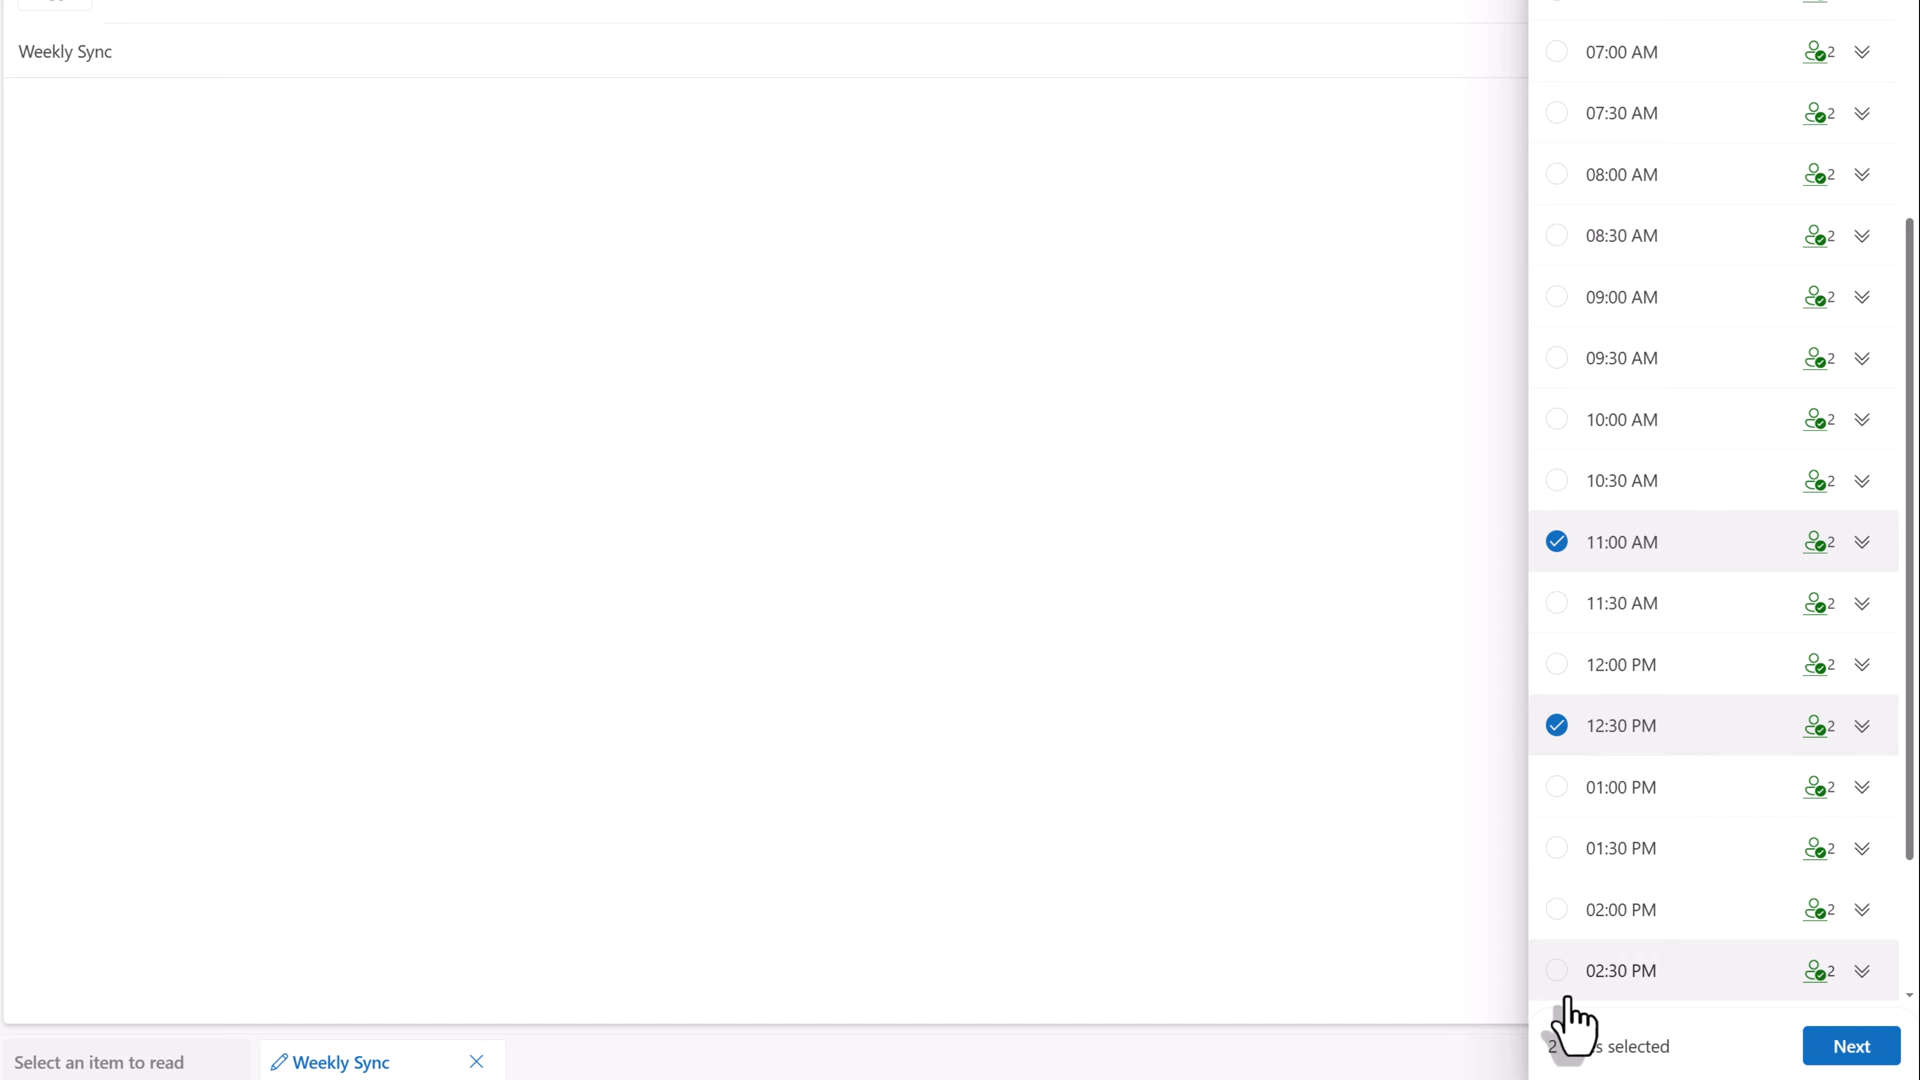 Weekly Sync
07:00 AM 2
07:30 AM 2
08:00 AM 2
08:30 AM 2
09:00 AM 2
09:30 AM 2
10:00 AM 2
10:30 AM 2
11:00 AM 2
11:30 AM 2
12:00 PM 2
12:30 PM 2
01:00 PM 2
01:30 PM 2
02:00 PM 2
02:30 PM 2
2 selected
Next
Select an item to read
Weekly Sync